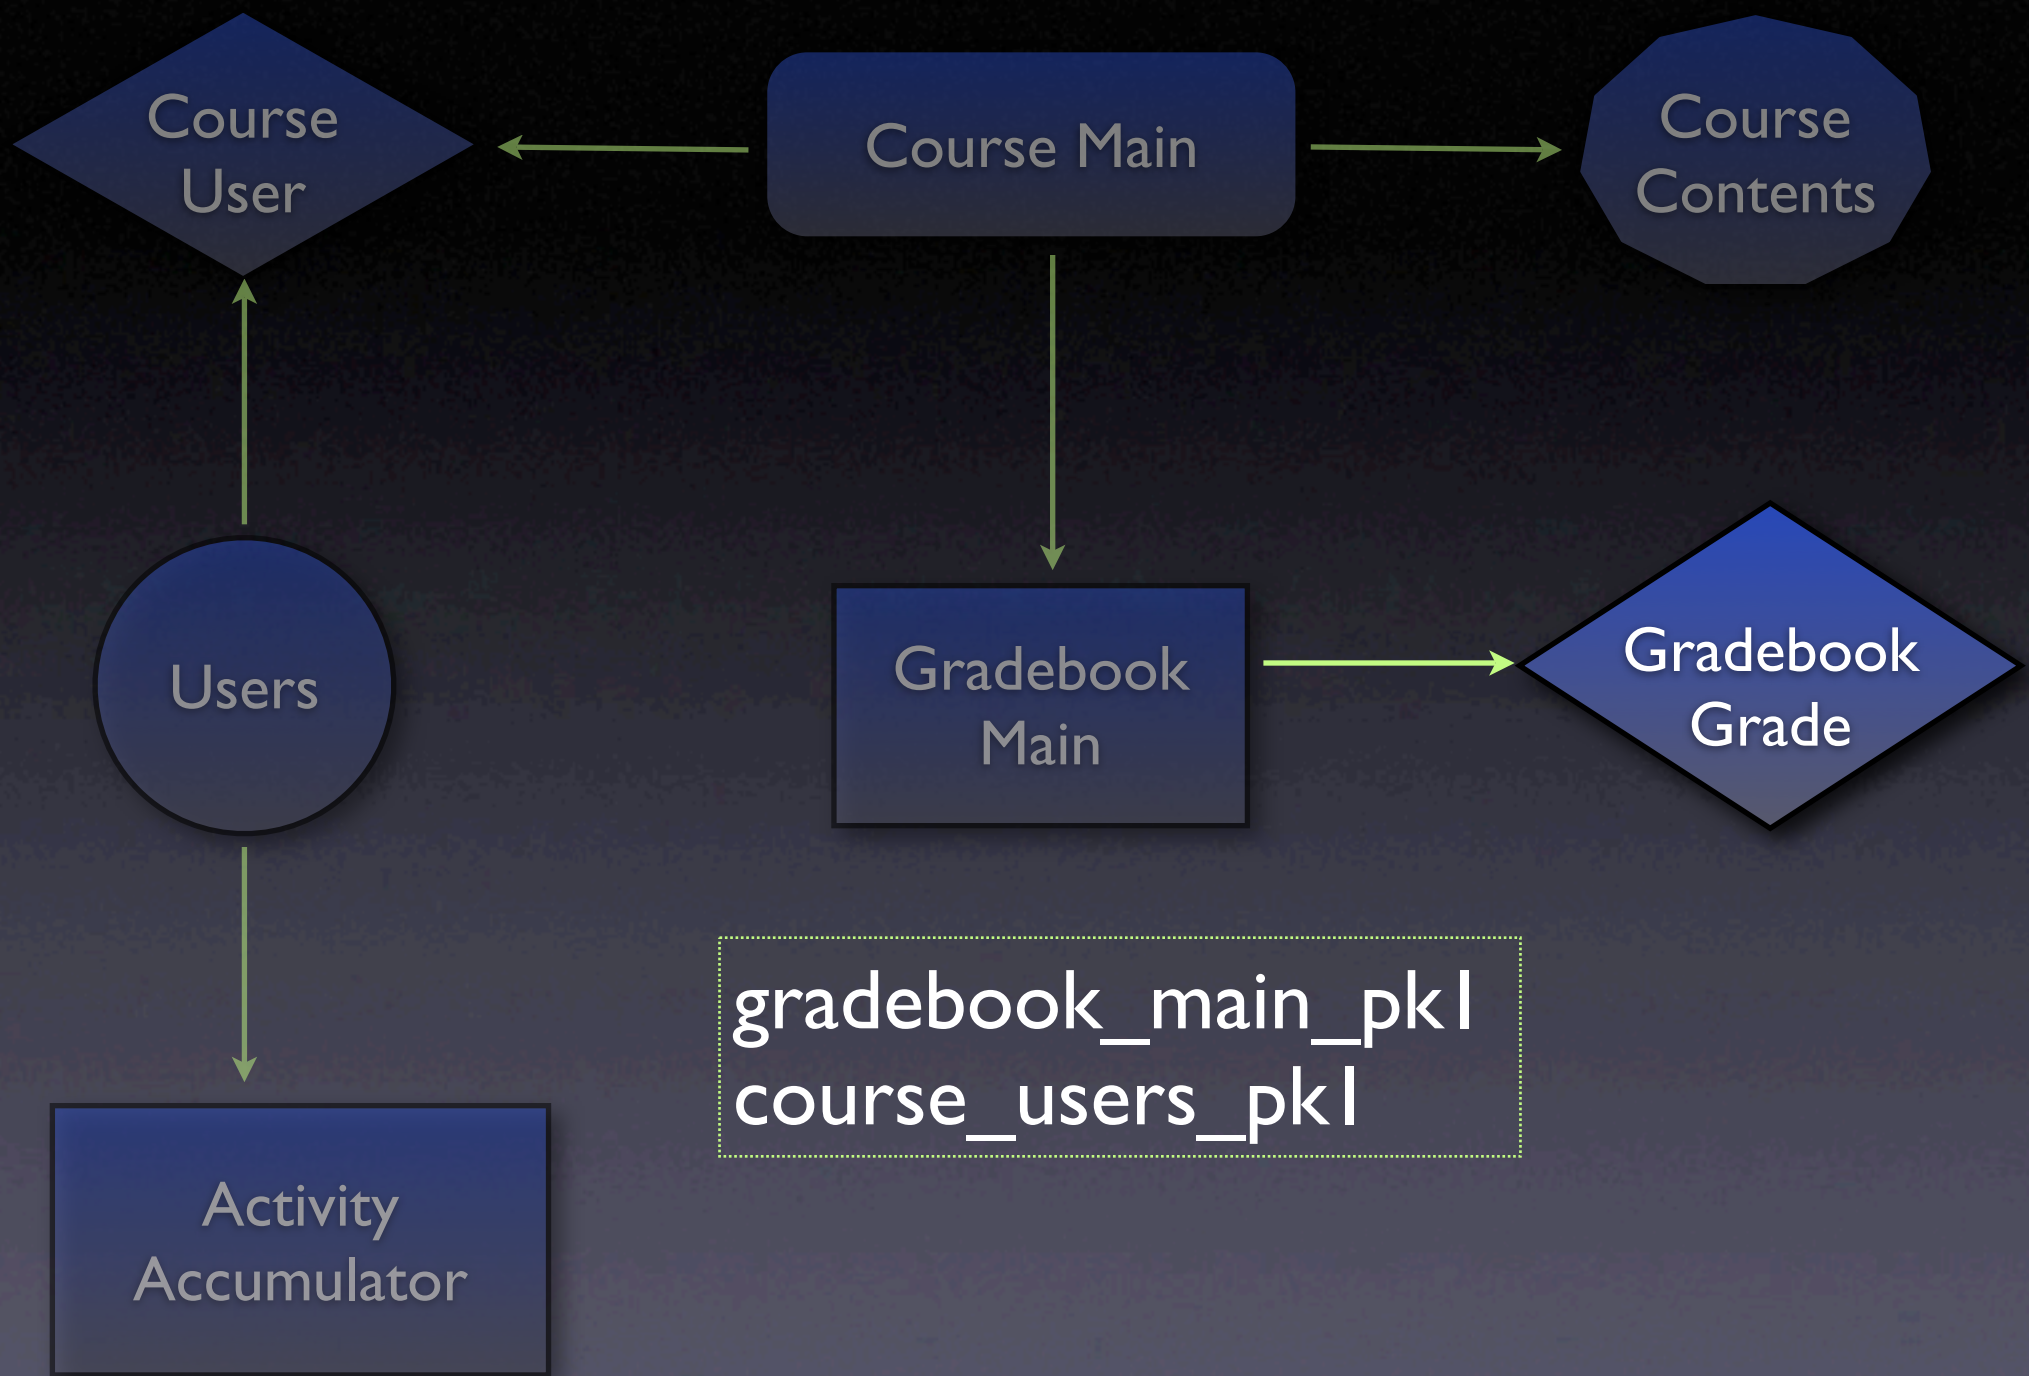 Course
User
Course Main
Course
Contents
Users
Gradebook
Main
Gradebook
Grade
gradebook_main_pk1
course_users_pk1
Activity
Accumulator